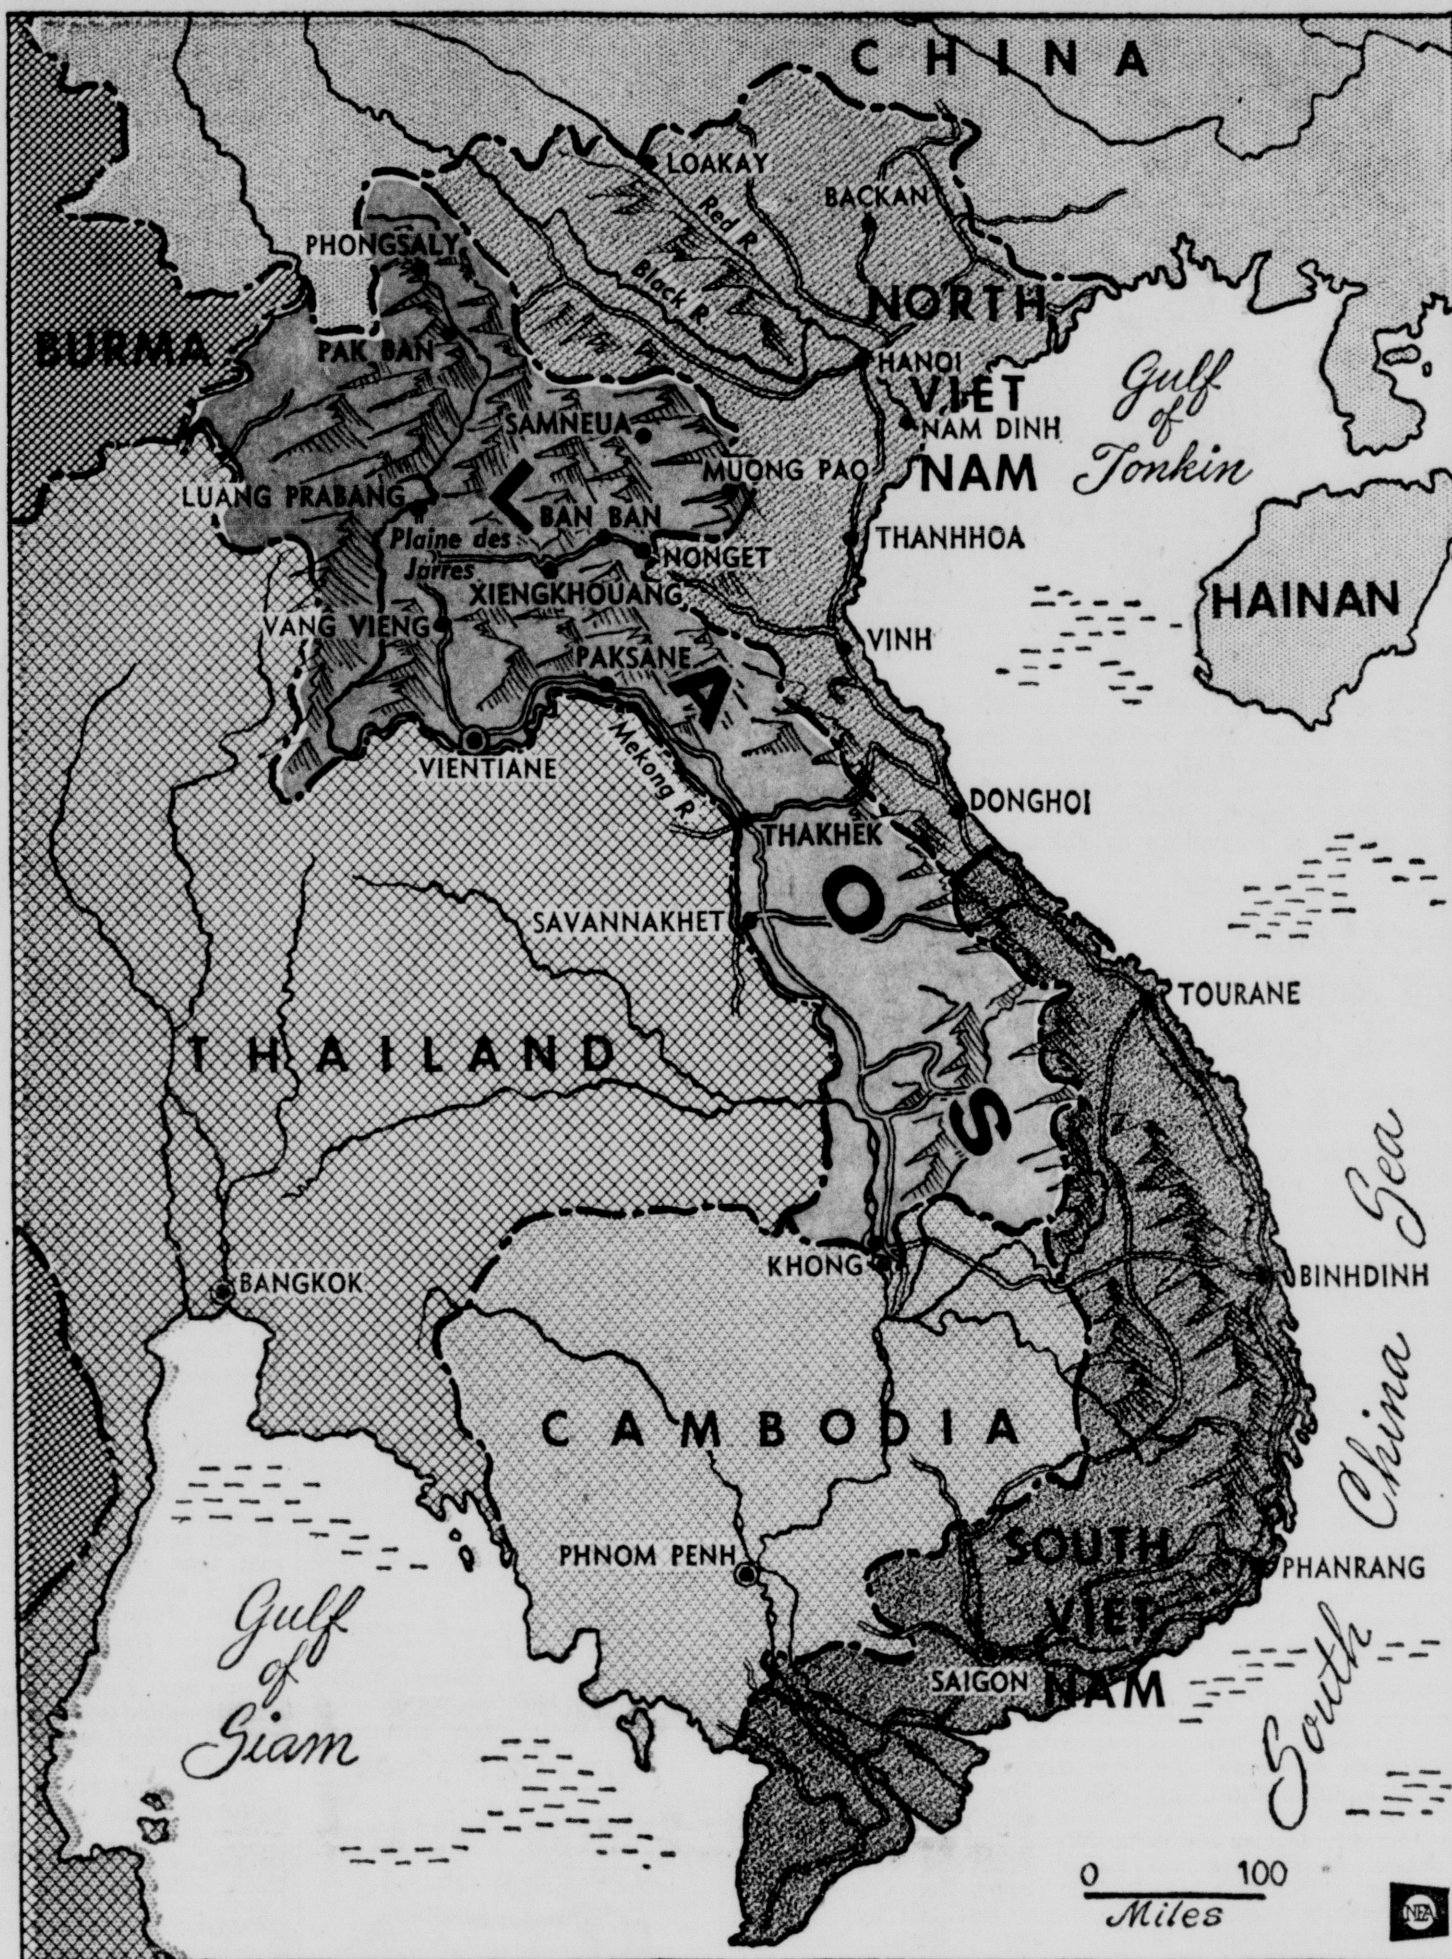 CHINA
LOAKAY
BACKAN
Red R.
PHONGSALY
Black R.
NORTH
VIET
NAM
BURMA
PAK BAN
HANOI
Gulf
of
Tonkin
SAMNEUA
NAM DINH
MUONG PAO
LUANG PRABANG
BAN BAN
Plaine des
Jarres
NONGET
THANHHOA
XIENGKHOUANG
HAINAN
VANG VIENG
VINH
PAKSANE
LAOS
VIENTIANE
Mekong R.
DONGHOI
THAKHEK
SAVANNAKHET
TOURANE
THAILAND
KHONG
BANGKOK
BINHDINH
CAMBODIA
South China Sea
PHNOM PENH
SOUTH
VIET
NAM
PHANRANG
Gulf
of
Siam
SAIGON
0 100
Miles
NEA